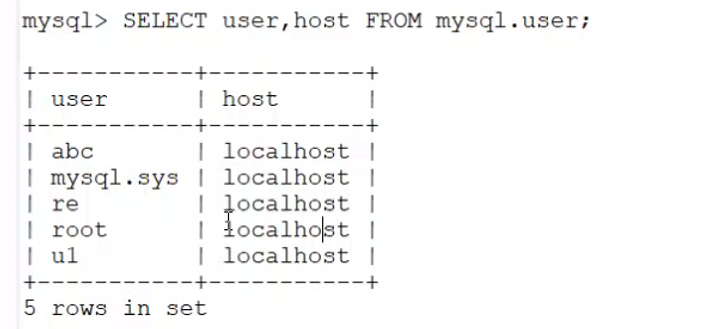 mysql> SELECT user,host FROM mysql.user;
+-----------+-----------+
| user      | host      |
+-----------+-----------+
| abc       | localhost |
| mysql.sys | localhost |
| re        | localhost |
| root      | localhost |
| u1        | localhost |
+-----------+-----------+
5 rows in set